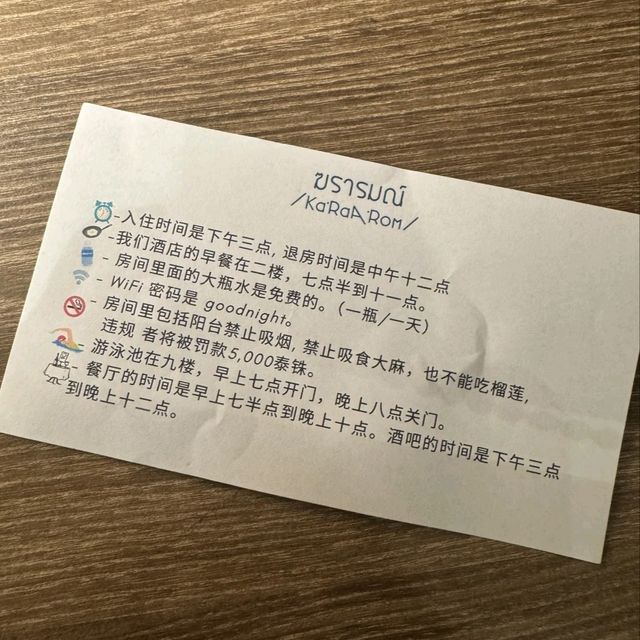 ฆรารมณ์
/Ka'RaA Rom/
-入住时间是下午三点, 退房时间是中午十二点
-我们酒店的早餐在二楼，七点半到十一点。
- 房间里面的大瓶水是免费的。(一瓶/一天)
- WiFi 密码是 goodnight。
- 房间里包括阳台禁止吸烟, 禁止吸食大麻，也不能吃榴莲,
违规 者将被罚款5,000泰铢。
游泳池在九楼，早上七点开门，晚上八点关门。
- 餐厅的时间是早上七半点到晚上十点。酒吧的时间是下午三点
到晚上十二点。